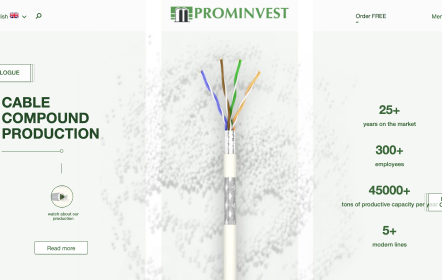 lish
PROMINVEST
Order FREE
Men
LOGUE
CABLE
COMPOUND
PRODUCTION
25+
years on the market
300+
employees
45000+
tons of productive capacity per
5+
modern lines
watch about our
production
Read more